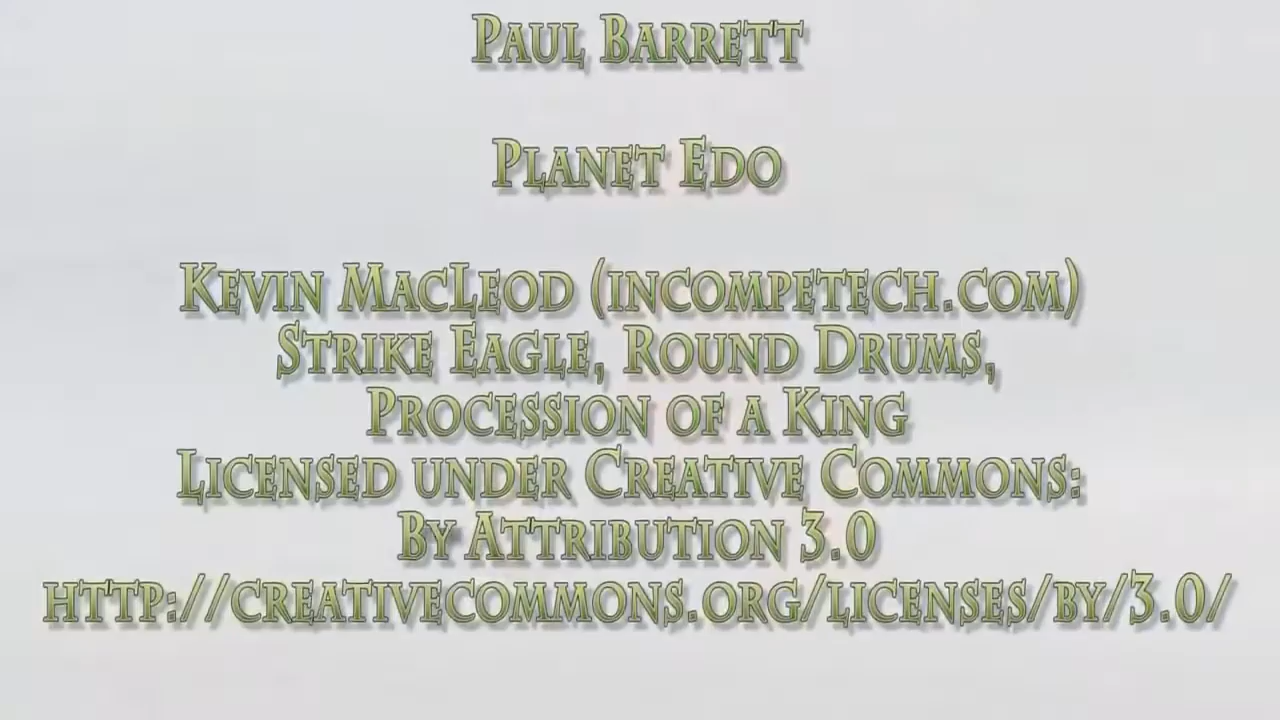 Paul Barrett
Planet Edo
Kevin MacLeod (incompetech.com)
Strike Eagle, Round Drums,
Procession of a King
Licensed under Creative Commons:
By Attribution 3.0
http://creativecommons.org/licenses/by/3.0/